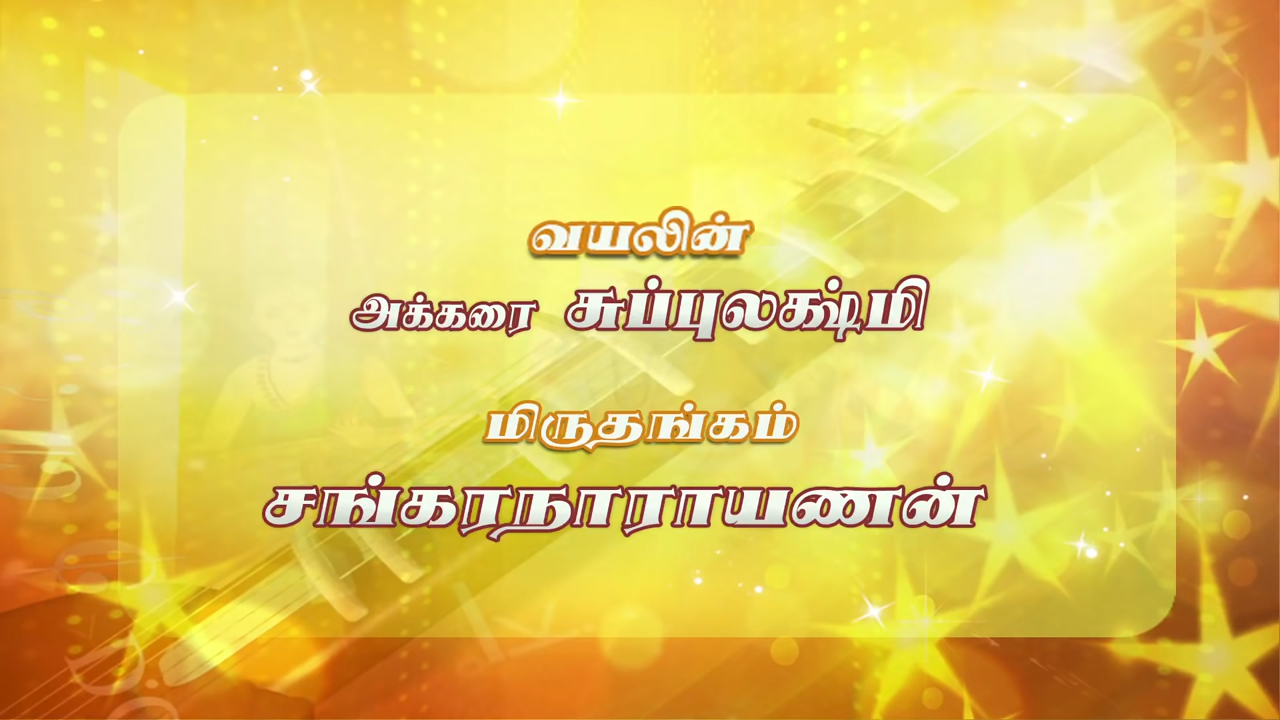 வயலின்
அக்கரை சுப்புலக்ஷ்மி
மிருதங்கம்
சங்கரநாராயணன்